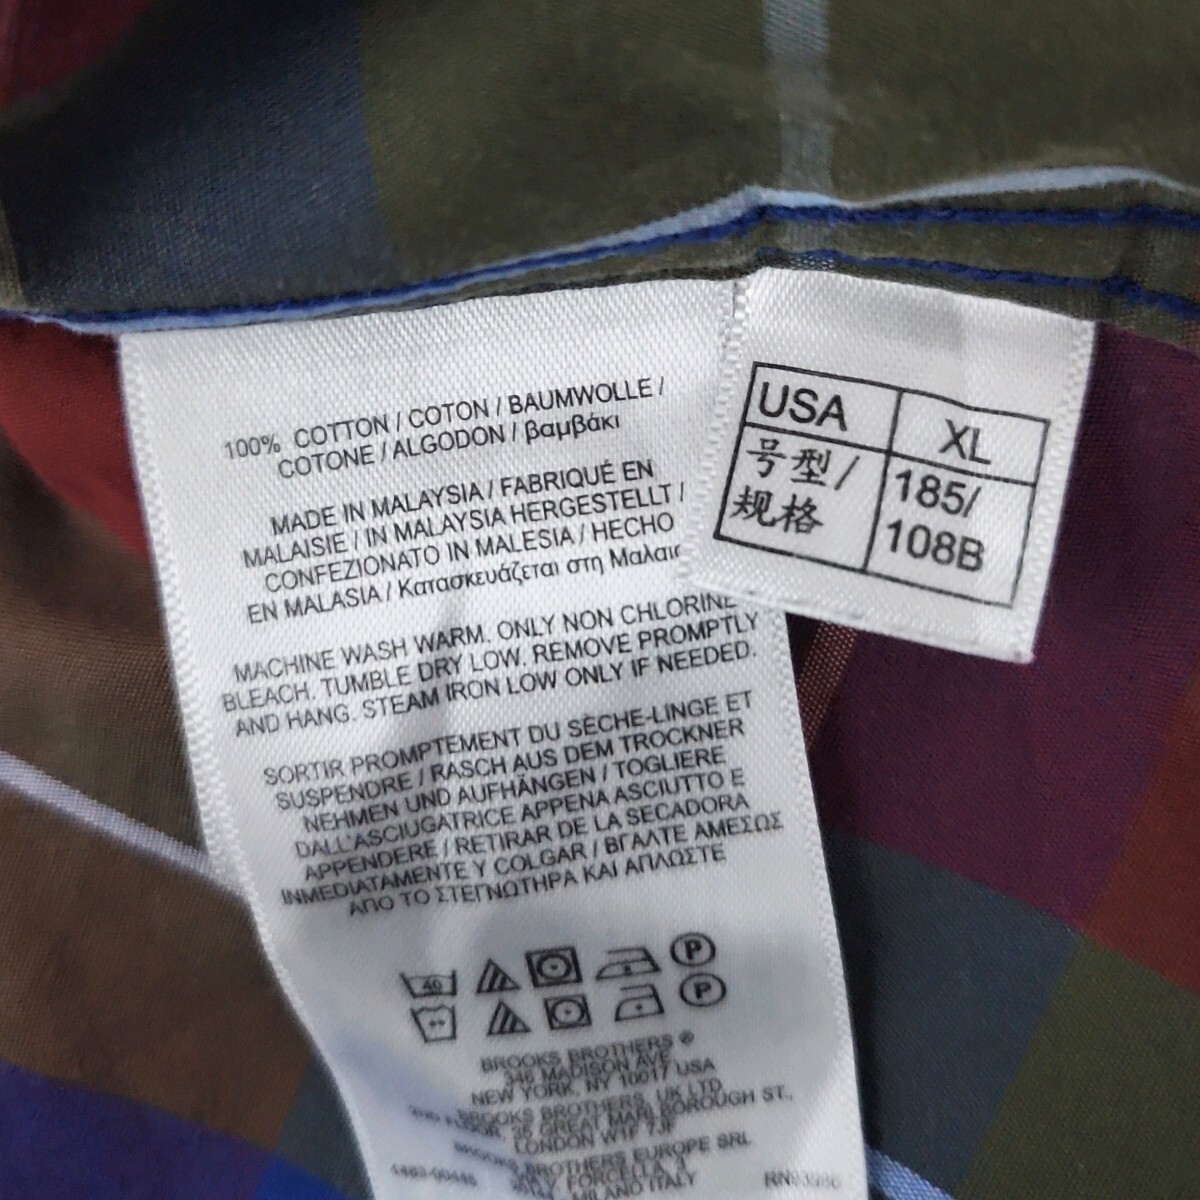 100% COTTON / COTON / BAUMWOLLE /
COTONE / ALGODON / βαμβάκι
MADE IN MALAYSIA / FABRIQUÉ EN
MALAISIE / IN MALAYSIA HERGESTELLT /
CONFEZIONATO IN MALESIA / HECHO
EN MALASIA / Κατασκευάζεται στη
MACHINE WASH WARM. ONLY NON CHLORINE
BLEACH. TUMBLE DRY LOW. REMOVE PROMPTLY
AND HANG. STEAM IRON LOW ONLY IF NEEDED.
SORTIR PROMPTEMENT DU SÈCHE-LINGE ET
SUSPENDRE / RASCH AUS DEM TROCKNER
NEHMEN UND AUFHÄNGEN / TOGLIERE
DALL'ASCIUGATRICE APPENA ASCIUTTO E
APPENDERE / RETIRAR DE LA SECADORA
INMEDIATAMENTE Y COLGAR / ΒΓΑΛΤΕ ΑΜΕΣΩΣ
ΑΠΟ ΤΟ ΣΤΕΓΝΩΤΗΡΑ ΚΑΙ ΑΠΛΩΣΤΕ
40 P
P
BROOKS BROTHERS ®
346 MADISON AVE
NEW YORK, NY 10017 USA
BROOKS BROTHERS, UK LTD
2ND FLOOR, GREAT MARLBOROUGH ST.,
LONDON W1F 7JF
BROOKS BROTHERS EUROPE SRL
FORCELLA,
MILANO ITALY
USA XL
号型/
规格
185/
108B